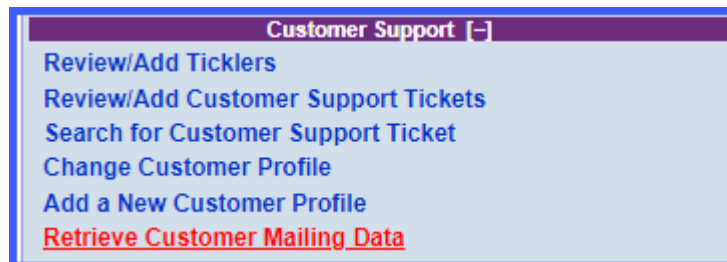 Customer Support [–]
Review/Add Ticklers
Review/Add Customer Support Tickets
Search for Customer Support Ticket
Change Customer Profile
Add a New Customer Profile
Retrieve Customer Mailing Data